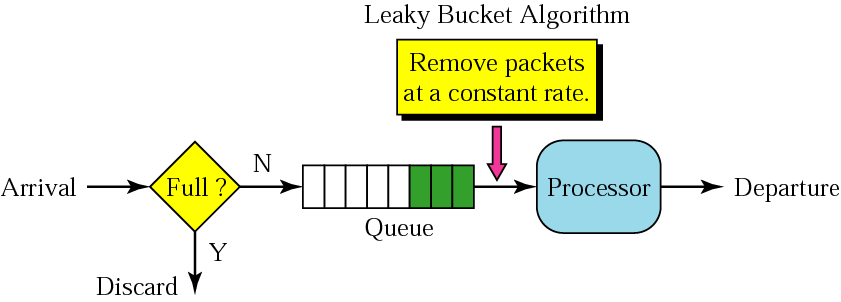 Leaky Bucket Algorithm
Remove packets
at a constant rate.
Arrival
Full ?
N
Queue
Processor
Departure
Y
Discard